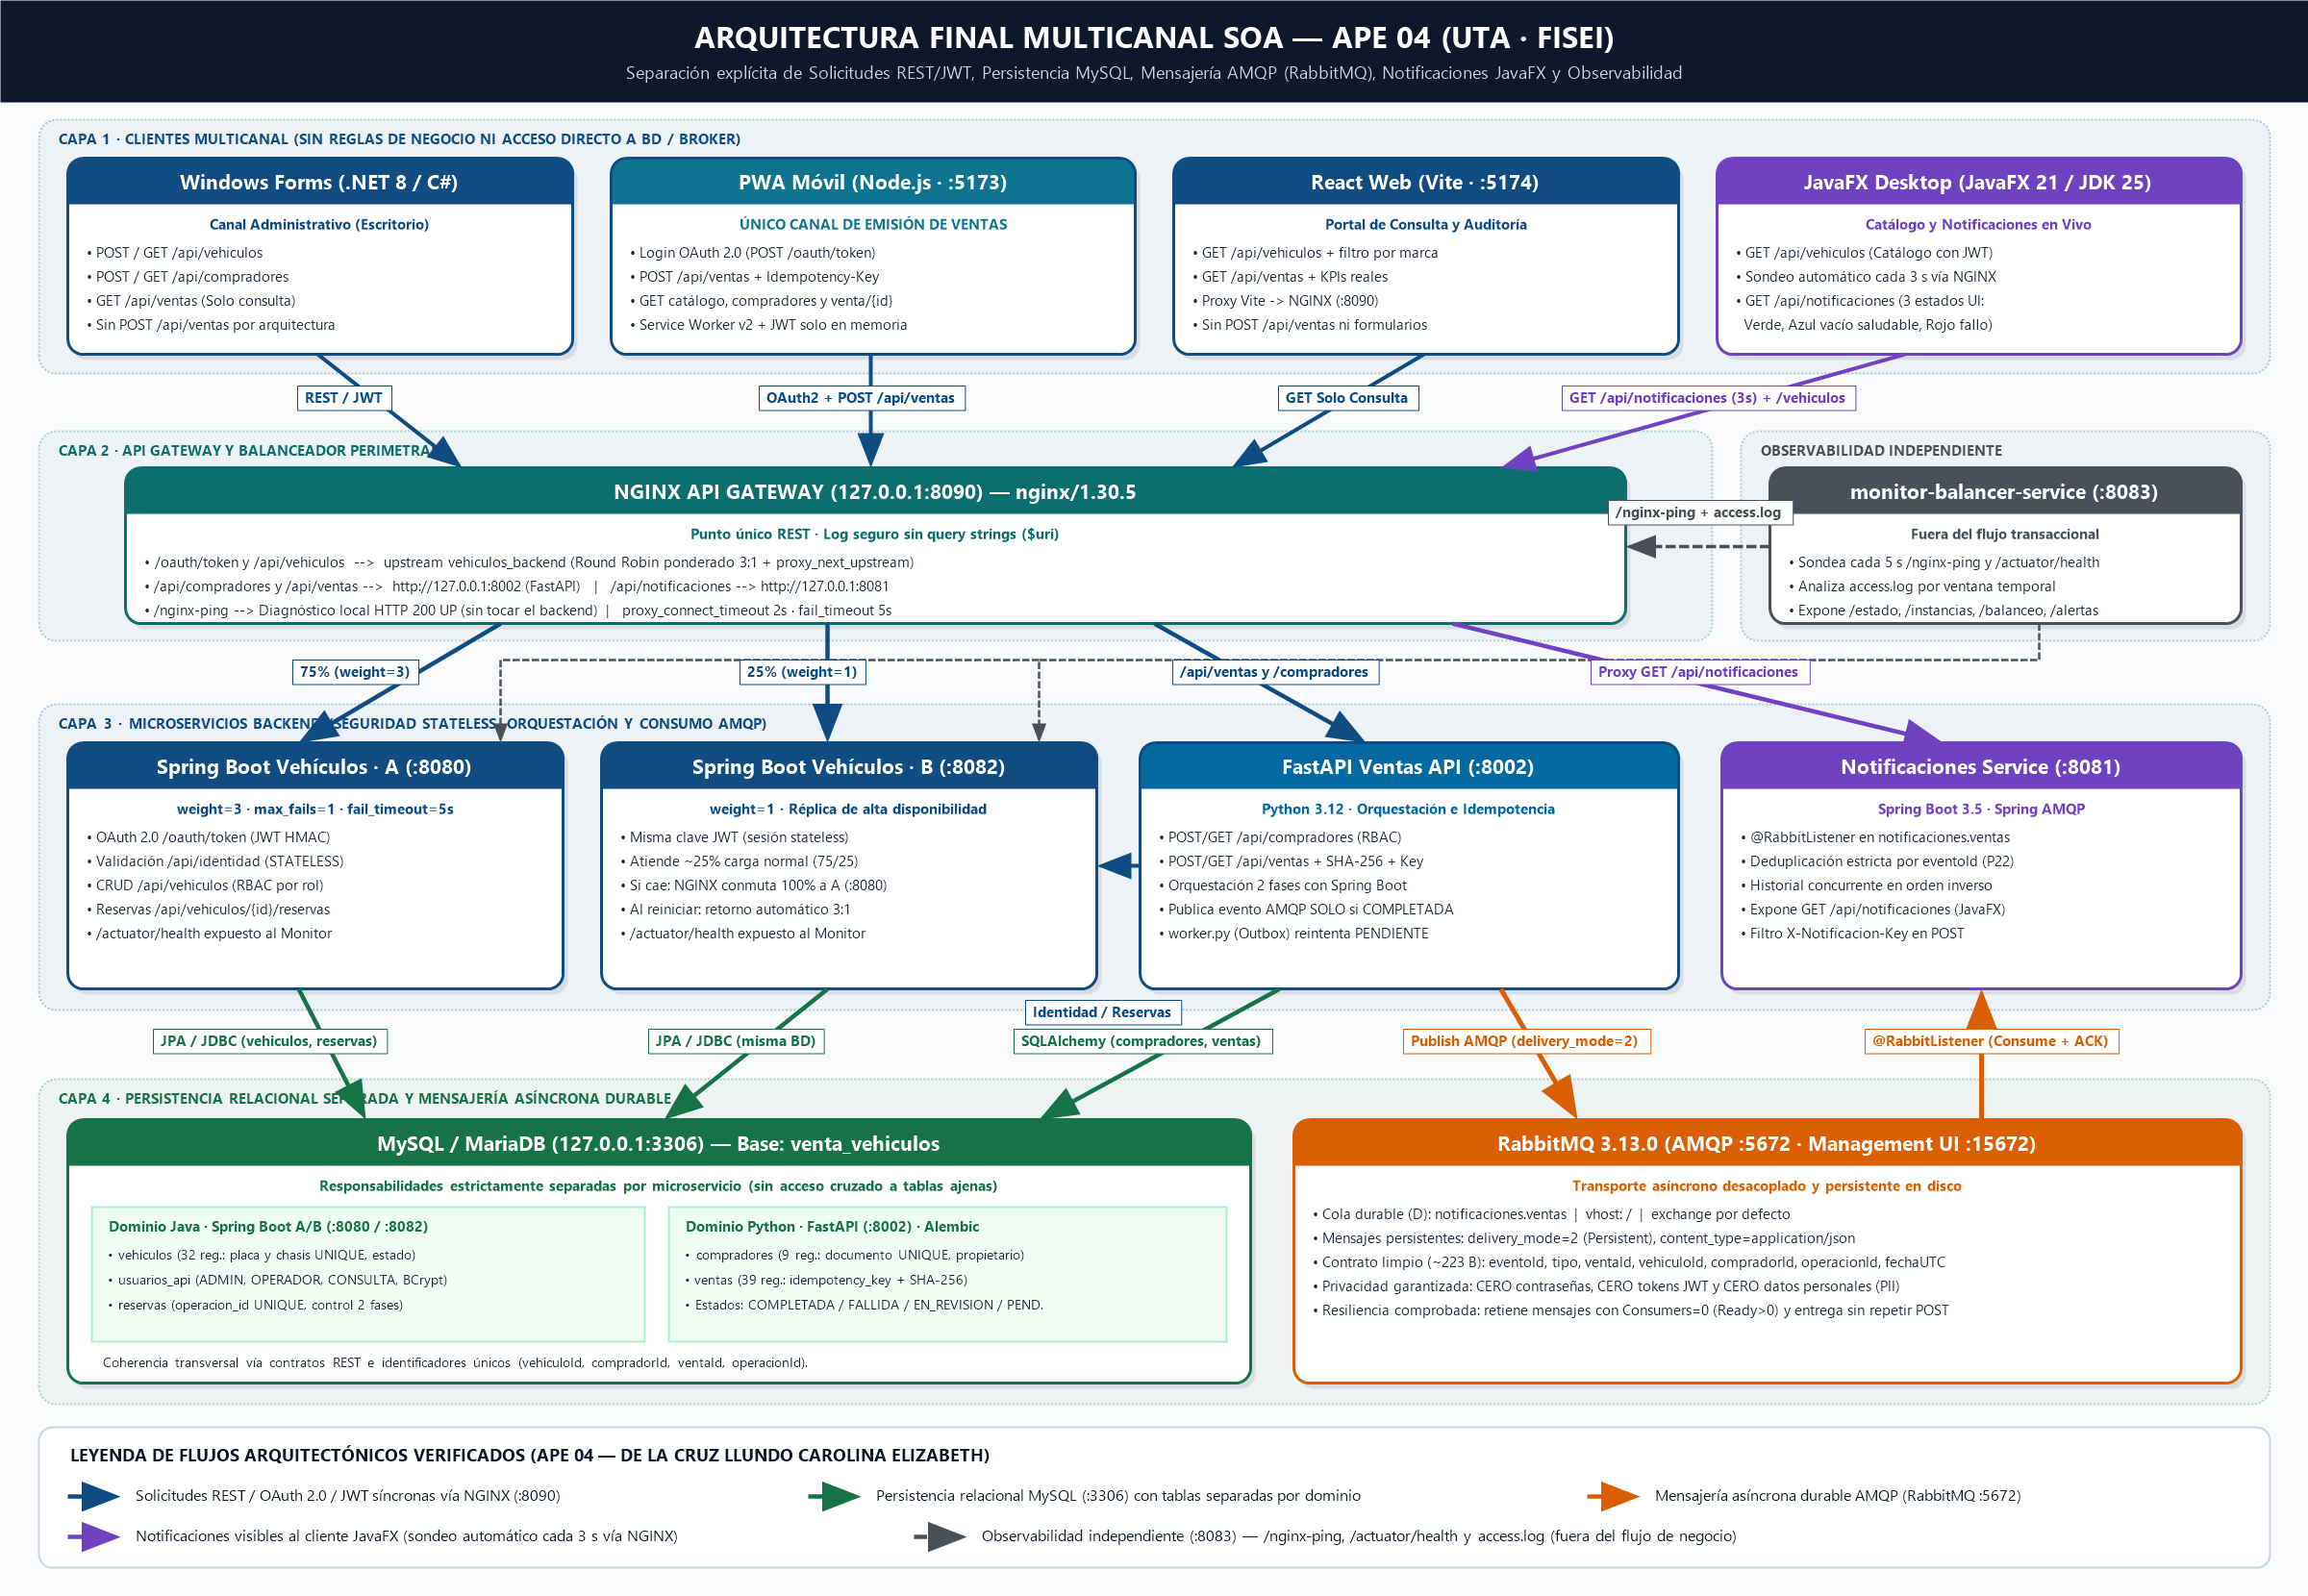 ARQUITECTURA FINAL MULTICANAL SOA — APE 04 (UTA · FISEI)
Separación explícita de Solicitudes REST/JWT, Persistencia MySQL, Mensajería AMQP (RabbitMQ), Notificaciones JavaFX y Observabilidad
CAPA 1 · CLIENTES MULTICANAL (SIN REGLAS DE NEGOCIO NI ACCESO DIRECTO A BD / BROKER)
Windows Forms (.NET 8 / C#)
Canal Administrativo (Escritorio)
• POST / GET /api/vehiculos
• POST / GET /api/compradores
• GET /api/ventas (Solo consulta)
• Sin POST /api/ventas por arquitectura
PWA Móvil (Node.js · :5173)
ÚNICO CANAL DE EMISIÓN DE VENTAS
• Login OAuth 2.0 (POST /oauth/token)
• POST /api/ventas + Idempotency-Key
• GET catálogo, compradores y venta/{id}
• Service Worker v2 + JWT solo en memoria
React Web (Vite · :5174)
Portal de Consulta y Auditoría
• GET /api/vehiculos + filtro por marca
• GET /api/ventas + KPIs reales
• Proxy Vite -> NGINX (:8090)
• Sin POST /api/ventas ni formularios
JavaFX Desktop (JavaFX 21 / JDK 25)
Catálogo y Notificaciones en Vivo
• GET /api/vehiculos (Catálogo con JWT)
• Sondeo automático cada 3 s vía NGINX
• GET /api/notificaciones (3 estados UI:
Verde, Azul vacío saludable, Rojo fallo)
REST / JWT
OAuth2 + POST /api/ventas
GET Solo Consulta
GET /api/notificaciones (3s) + /vehiculos
CAPA 2 · API GATEWAY Y BALANCEADOR PERIMETRA
NGINX API GATEWAY (127.0.0.1:8090) — nginx/1.30.5
Punto único REST · Log seguro sin query strings ($uri)
• /oauth/token y /api/vehiculos --> upstream vehiculos_backend (Round Robin ponderado 3:1 + proxy_next_upstream)
• /api/compradores y /api/ventas --> http://127.0.0.1:8002 (FastAPI) | /api/notificaciones --> http://127.0.0.1:8081
• /nginx-ping --> Diagnóstico local HTTP 200 UP (sin tocar el backend) | proxy_connect_timeout 2s · fail_timeout 5s
/nginx-ping + access.log
OBSERVABILIDAD INDEPENDIENTE
monitor-balancer-service (:8083)
Fuera del flujo transaccional
• Sondea cada 5 s /nginx-ping y /actuator/health
• Analiza access.log por ventana temporal
• Expone /estado, /instancias, /balanceo, /alertas
75% (weight=3)
25% (weight=1)
/api/ventas y /compradores
Proxy GET /api/notificaciones
CAPA 3 · MICROSERVICIOS BACKEND (SEGURIDAD STATELESS, ORQUESTACIÓN Y CONSUMO AMQP)
Spring Boot Vehículos · A (:8080)
weight=3 · max_fails=1 · fail_timeout=5s
• OAuth 2.0 /oauth/token (JWT HMAC)
• Validación /api/identidad (STATELESS)
• CRUD /api/vehiculos (RBAC por rol)
• Reservas /api/vehiculos/{id}/reservas
• /actuator/health expuesto al Monitor
Spring Boot Vehículos · B (:8082)
weight=1 · Réplica de alta disponibilidad
• Misma clave JWT (sesión stateless)
• Atiende ~25% carga normal (75/25)
• Si cae: NGINX conmuta 100% a A (:8080)
• Al reiniciar: retorno automático 3:1
• /actuator/health expuesto al Monitor
FastAPI Ventas API (:8002)
Python 3.12 · Orquestación e Idempotencia
• POST/GET /api/compradores (RBAC)
• POST/GET /api/ventas + SHA-256 + Key
• Orquestación 2 fases con Spring Boot
• Publica evento AMQP SOLO si COMPLETADA
• worker.py (Outbox) reintenta PENDIENTE
Notificaciones Service (:8081)
Spring Boot 3.5 · Spring AMQP
• @RabbitListener en notificaciones.ventas
• Deduplicación estricta por eventoId (P22)
• Historial concurrente en orden inverso
• Expone GET /api/notificaciones (JavaFX)
• Filtro X-Notificacion-Key en POST
Identidad / Reservas
JPA / JDBC (vehiculos, reservas)
JPA / JDBC (misma BD)
SQLAlchemy (compradores, ventas)
Publish AMQP (delivery_mode=2)
@RabbitListener (Consume + ACK)
CAPA 4 · PERSISTENCIA RELACIONAL SEPARADA Y MENSAJERÍA ASÍNCRONA DURABLE
MySQL / MariaDB (127.0.0.1:3306) — Base: venta_vehiculos
Responsabilidades estrictamente separadas por microservicio (sin acceso cruzado a tablas ajenas)
Dominio Java · Spring Boot A/B (:8080 / :8082)
• vehiculos (32 reg.: placa y chasis UNIQUE, estado)
• usuarios_api (ADMIN, OPERADOR, CONSULTA, BCrypt)
• reservas (operacion_id UNIQUE, control 2 fases)
Dominio Python · FastAPI (:8002) · Alembic
• compradores (9 reg.: documento UNIQUE, propietario)
• ventas (39 reg.: idempotency_key + SHA-256)
• Estados: COMPLETADA / FALLIDA / EN_REVISION / PEND.
Coherencia transversal vía contratos REST e identificadores únicos (vehiculoId, compradorId, ventaId, operacionId).
RabbitMQ 3.13.0 (AMQP :5672 · Management UI :15672)
Transporte asíncrono desacoplado y persistente en disco
• Cola durable (D): notificaciones.ventas | vhost: / | exchange por defecto
• Mensajes persistentes: delivery_mode=2 (Persistent), content_type=application/json
• Contrato limpio (~223 B): eventoId, tipo, ventaId, vehiculoId, compradorId, operacionId, fechaUTC
• Privacidad garantizada: CERO contraseñas, CERO tokens JWT y CERO datos personales (PII)
• Resiliencia comprobada: retiene mensajes con Consumers=0 (Ready>0) y entrega sin repetir POST
LEYENDA DE FLUJOS ARQUITECTÓNICOS VERIFICADOS (APE 04 — DE LA CRUZ LLUNDO CAROLINA ELIZABETH)
Solicitudes REST / OAuth 2.0 / JWT síncronas vía NGINX (:8090)
Persistencia relacional MySQL (:3306) con tablas separadas por dominio
Mensajería asíncrona durable AMQP (RabbitMQ :5672)
Notificaciones visibles al cliente JavaFX (sondeo automático cada 3 s vía NGINX)
Observabilidad independiente (:8083) — /nginx-ping, /actuator/health y access.log (fuera del flujo de negocio)